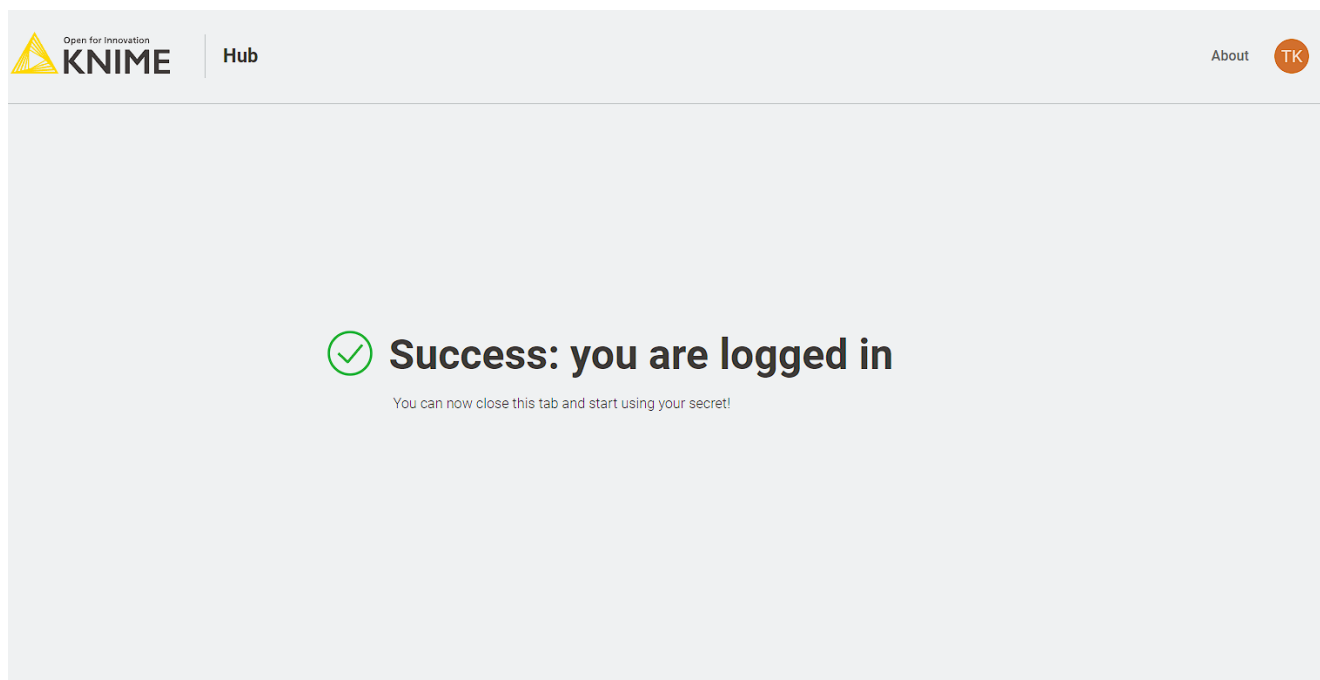 Open for Innovation
KNIME
Hub
About
TK
Success: you are logged in
You can now close this tab and start using your secret!